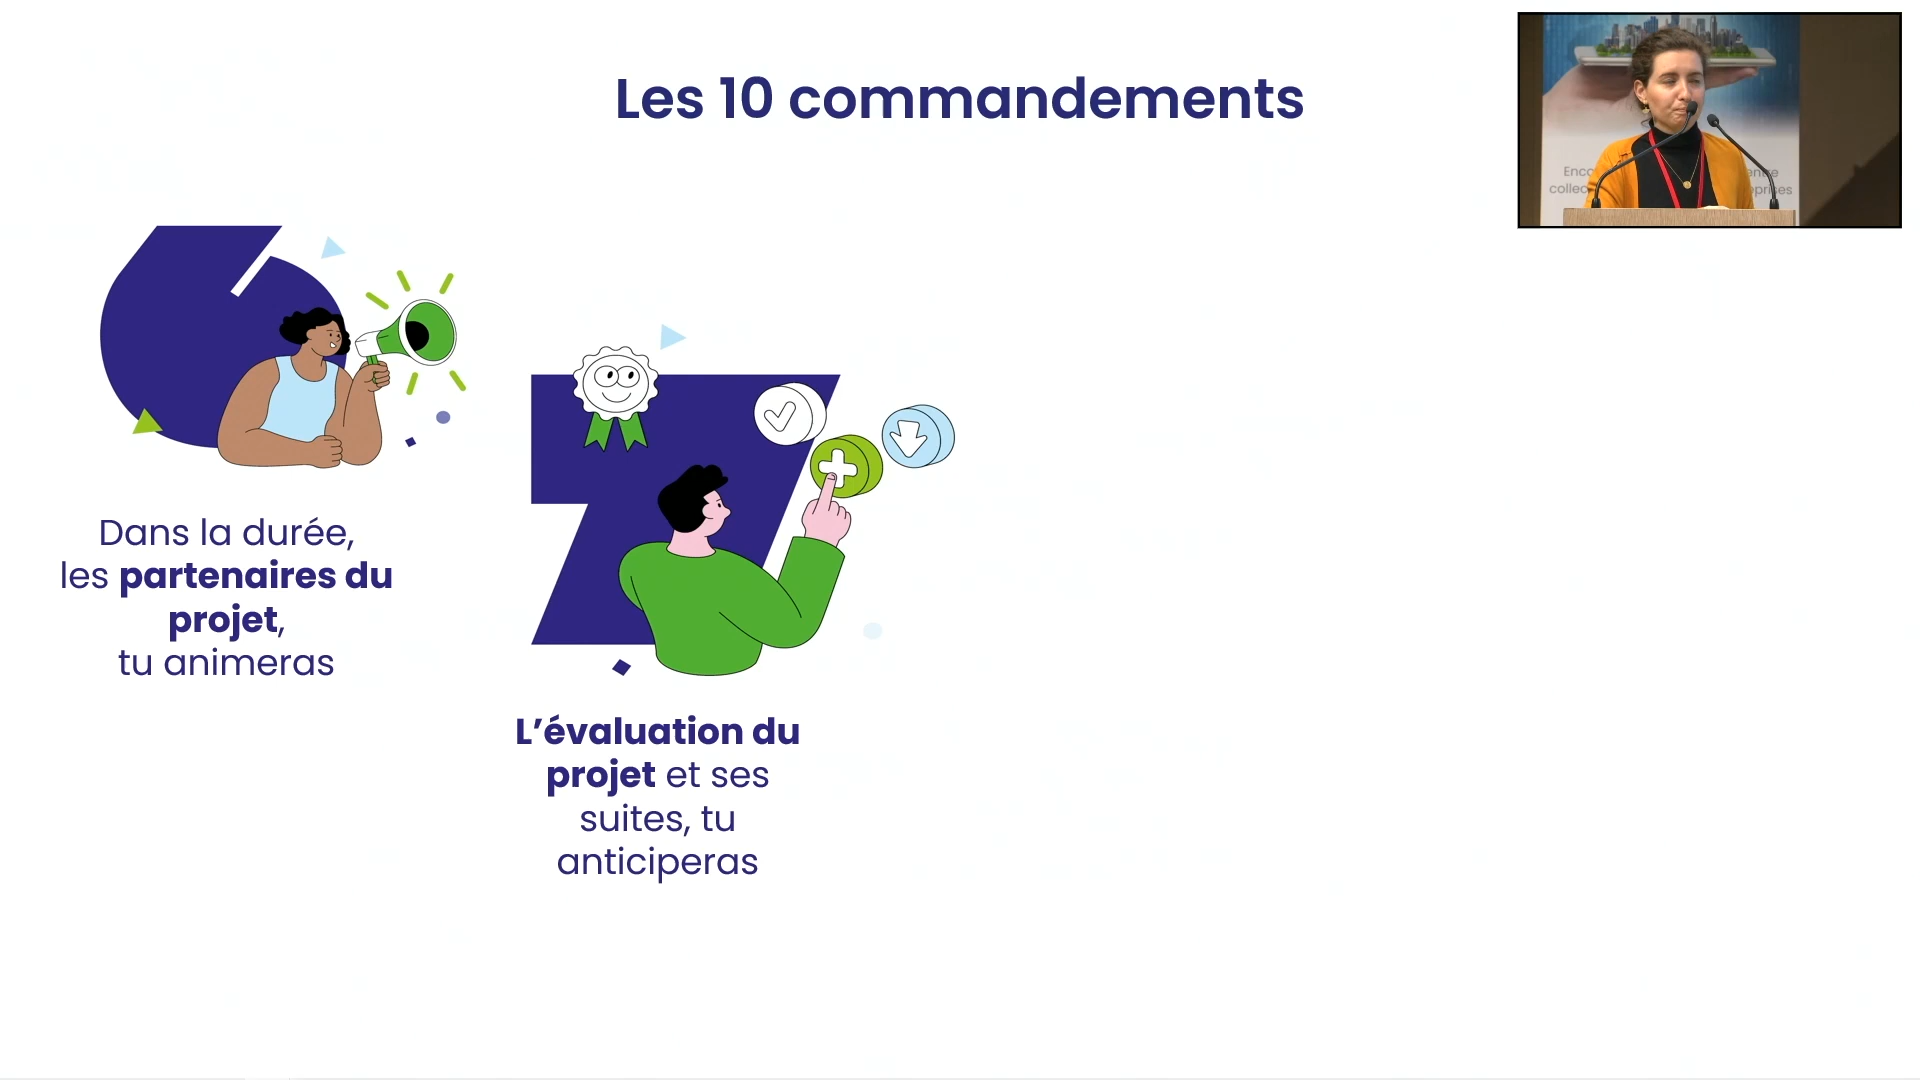 Les 10 commandements
Dans la durée,
les partenaires du
projet,
tu animeras
L’évaluation du
projet et ses
suites, tu
anticiperas